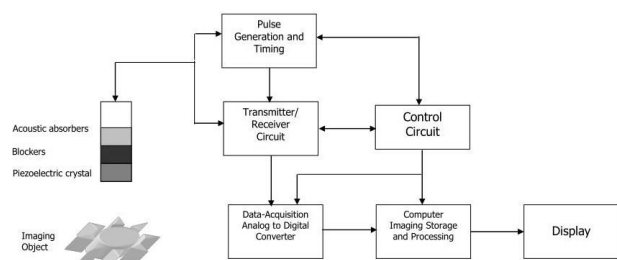 Pulse
Generation and
Timing
Acoustic absorbers
Blockers
Piezoelectric crystal
Transmitter/
Receiver
Circuit
Control
Circuit
Imaging
Object
Data-Acquisition
Analog to Digital
Converter
Computer
Imaging Storage
and Processing
Display